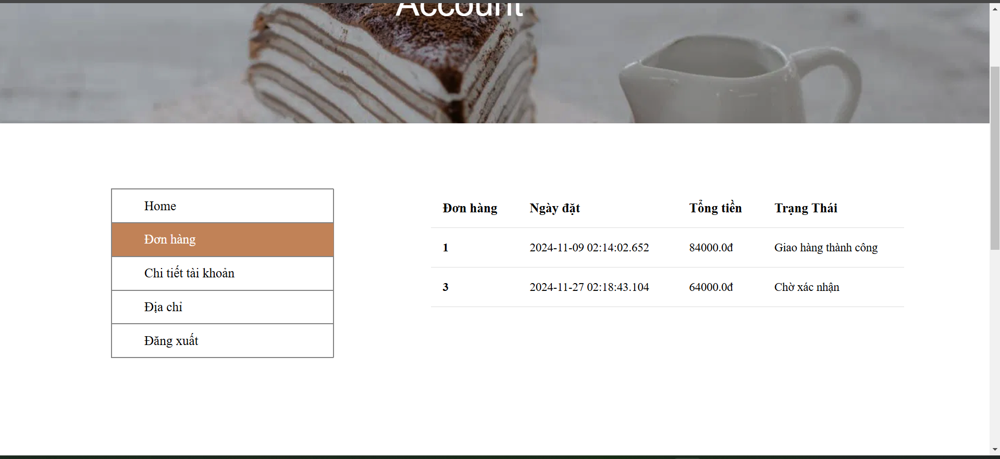 Account
Home
Đơn hàng
Chi tiết tài khoản
Địa chỉ
Đăng xuất
Đơn hàng Ngày đặt Tổng tiền Trạng Thái
1 2024-11-09 02:14:02.652 84000.0đ Giao hàng thành công
3 2024-11-27 02:18:43.104 64000.0đ Chờ xác nhận